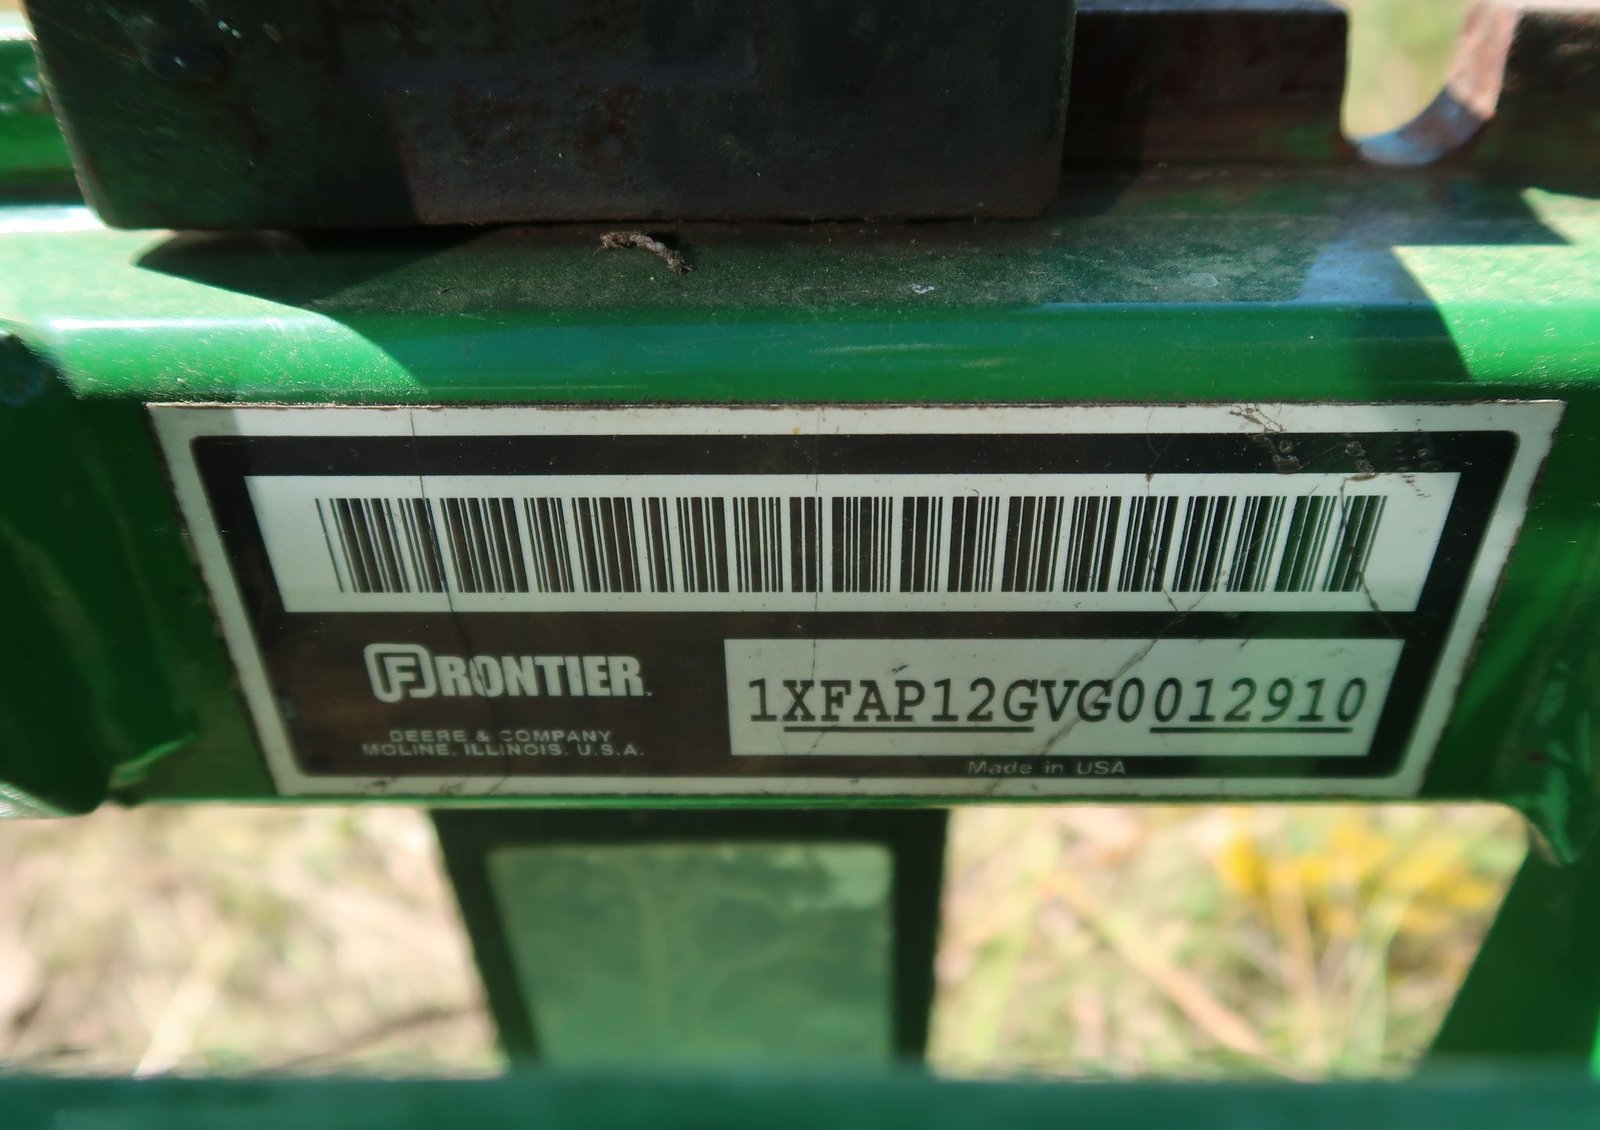 FRONTIER.
DEERE & COMPANY
MOLINE, ILLINOIS, U.S.A.
1XFAP12GVG0012910
Made in USA